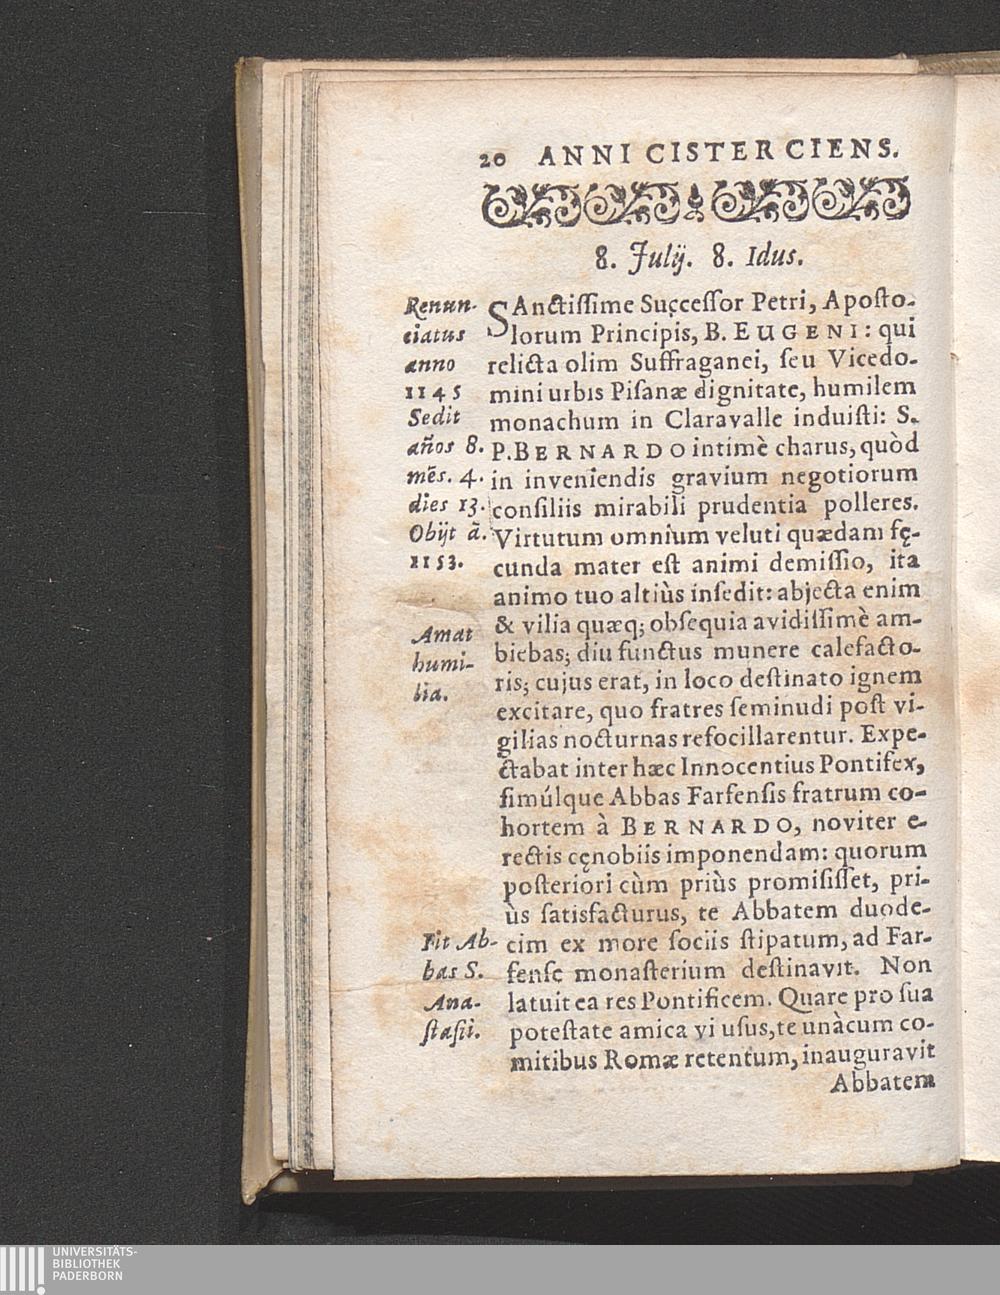 20 ANNI CISTERCIENS.
8. Julij. 8. Idus.
Renun-
ciatus
anno
1145
Sedit
años 8.
mēs. 4.
dies 13.
Obijt ā.
1153.
Amat
humi-
lia.
Fit Ab-
bas S.
Ana-
ſtaſii.
SAnctiſſime Succeſſor Petri, Apoſto-
lorum Principis, B. EUGENI: qui
relicta olim Suffraganei, ſeu Vicedo-
mini urbis Piſanæ dignitate, humilem
monachum in Claravalle induiſti: S.
P. BERNARDO intimè charus, quòd
in inveniendis gravium negotiorum
conſiliis mirabili prudentia polleres.
Virtutum omnium veluti quædam fę-
cunda mater eſt animi demiſſio, ita
animo tuo altiùs inſedit: abjecta enim
& vilia quæq; obſequia avidiſſimè am-
biebas; diu functus munere calefacto-
ris; cujus erat, in loco deſtinato ignem
excitare, quo fratres ſeminudi poſt vi-
gilias nocturnas refocillarentur. Expe-
ctabat inter hæc Innocentius Pontifex,
ſimúlque Abbas Farfenſis fratrum co-
hortem à BERNARDO, noviter e-
rectis cęnobiis imponendam: quorum
poſteriori cùm priùs promiſiſſet, pri-
ùs ſatisfacturus, te Abbatem duode-
cim ex more ſociis ſtipatum, ad Far-
fenſe monaſterium deſtinavit. Non
latuit ea res Pontificem. Quare pro ſua
poteſtate amica vi uſus, te unàcum co-
mitibus Romæ retentum, inauguravit
Abbatem
UNIVERSITÄTS-
BIBLIOTHEK
PADERBORN